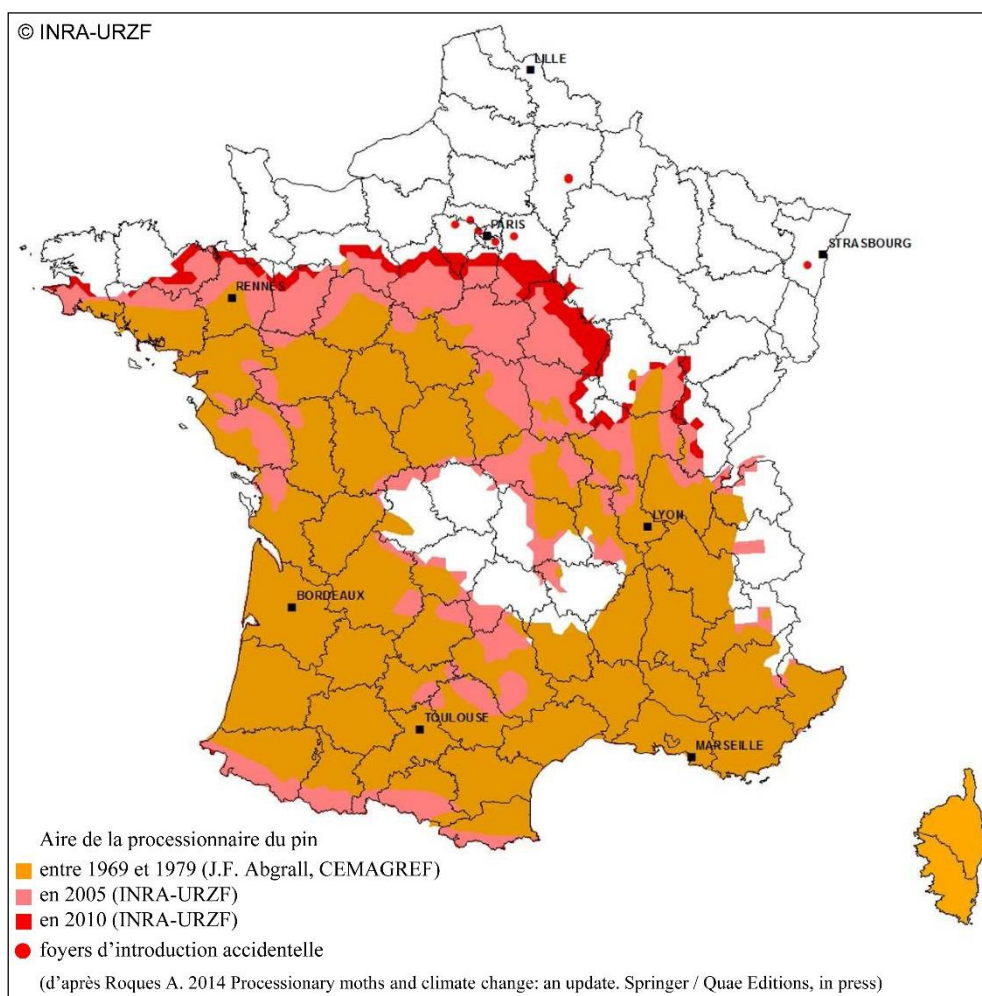 © INRA-URZF
LILLE
PARIS
STRASBOURG
RENNES
LYON
BORDEAUX
TOULOUSE
MARSEILLE
Aire de la processionnaire du pin
entre 1969 et 1979 (J.F. Abgrall, CEMAGREF)
en 2005 (INRA-URZF)
en 2010 (INRA-URZF)
foyers d'introduction accidentelle
(d'après Roques A. 2014 Processionary moths and climate change: an update. Springer / Quae Editions, in press)